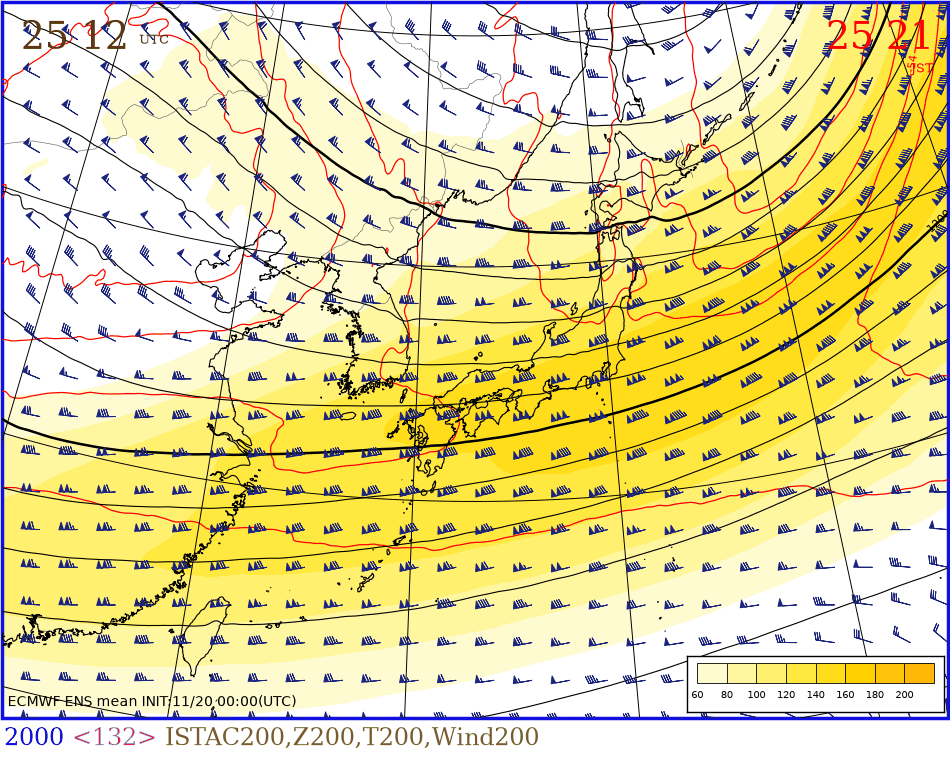 25 12 UTC
25 21 JST
-54
ECMWF ENS mean INIT:11/20 00:00(UTC)
60 80 100 120 140 160 180 200
2000 <132> ISTAC200,Z200,T200,Wind200